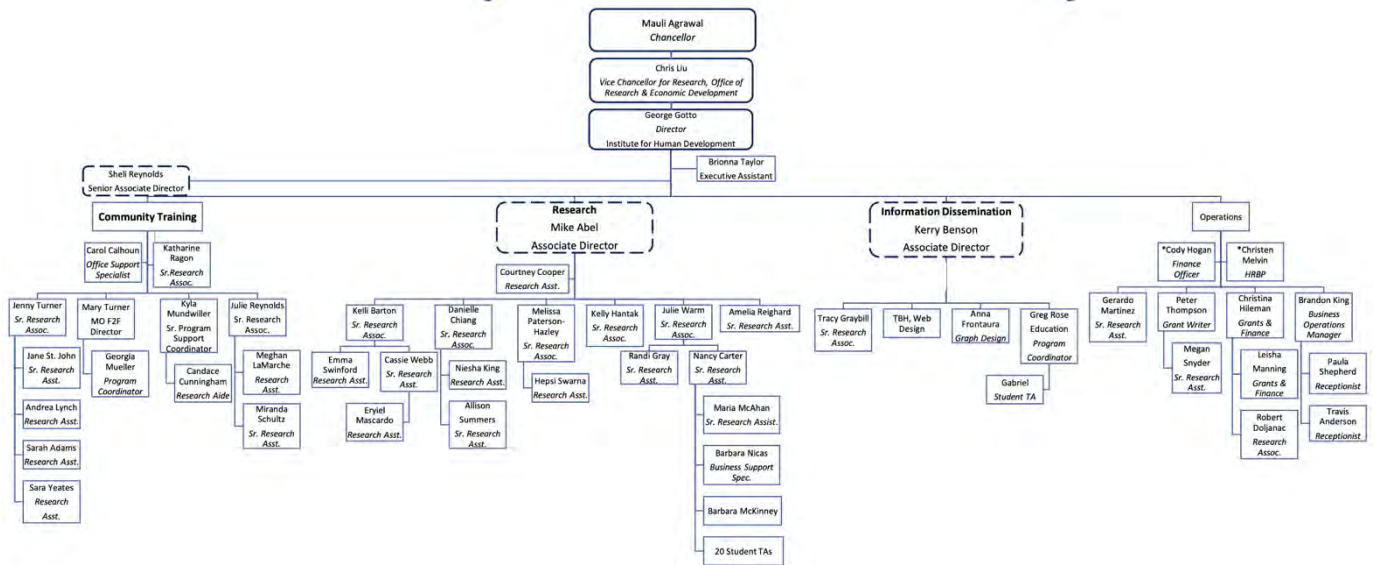 Mauli Agrawal
Chancellor
Chris Liu
Vice Chancellor for Research, Office of
Research & Economic Development
George Gotto
Director
Institute for Human Development
Brionna Taylor
Executive Assistant
Sheli Reynolds
Senior Associate Director
Community Training
Carol Calhoun
Office Support
Specialist
Katharine
Ragon
Sr.Research
Assoc.
Jenny Turner
Sr. Research
Assoc.
Jane St. John
Sr. Research
Asst.
Andrea Lynch
Research Asst.
Sarah Adams
Research Asst.
Sara Yeates
Research
Asst.
Mary Turner
MO F2F
Director
Georgia
Mueller
Program
Coordinator
Kyla
Mundwiller
Sr. Program
Support
Coordinator
Candace
Cunningham
Research Aide
Julie Reynolds
Sr. Research
Assoc.
Meghan
LaMarche
Research
Asst.
Miranda
Schultz
Sr. Research
Asst.
Research
Mike Abel
Associate Director
Courtney Cooper
Research Asst.
Kelli Barton
Sr. Research
Assoc.
Emma
Swinford
Research Asst.
Cassie Webb
Sr. Research
Asst.
Eryiel
Mascardo
Research Asst.
Danielle
Chiang
Sr. Research
Assoc.
Niesha King
Research Asst.
Allison
Summers
Sr. Research
Asst.
Melissa
Paterson-
Hazley
Sr. Research
Assoc.
Hepsi Swarna
Research Asst.
Kelly Hantak
Sr. Research
Assoc.
Julie Warm
Sr. Research
Assoc.
Randi Gray
Sr. Research
Asst.
Nancy Carter
Sr. Research
Asst.
Maria McAhan
Sr. Research Assist.
Barbara Nicas
Business Support
Spec.
Barbara McKinney
20 Student TAs
Amelia Reighard
Sr. Research Asst.
Information Dissemination
Kerry Benson
Associate Director
Tracy Graybill
Sr. Research
Assoc.
TBH, Web
Design
Anna
Frontaura
Graph Design
Greg Rose
Education
Program
Coordinator
Gabriel
Student TA
Operations
*Cody Hogan
Finance
Officer
*Christen
Melvin
HRBP
Gerardo
Martinez
Sr. Research
Asst
Peter
Thompson
Grant Writer
Megan
Snyder
Sr. Research
Asst.
Christina
Hileman
Grants &
Finance
Leisha
Manning
Grants &
Finance
Robert
Doljanac
Research
Assoc.
Brandon King
Business
Operations
Manager
Paula
Shepherd
Receptionist
Travis
Anderson
Receptionist